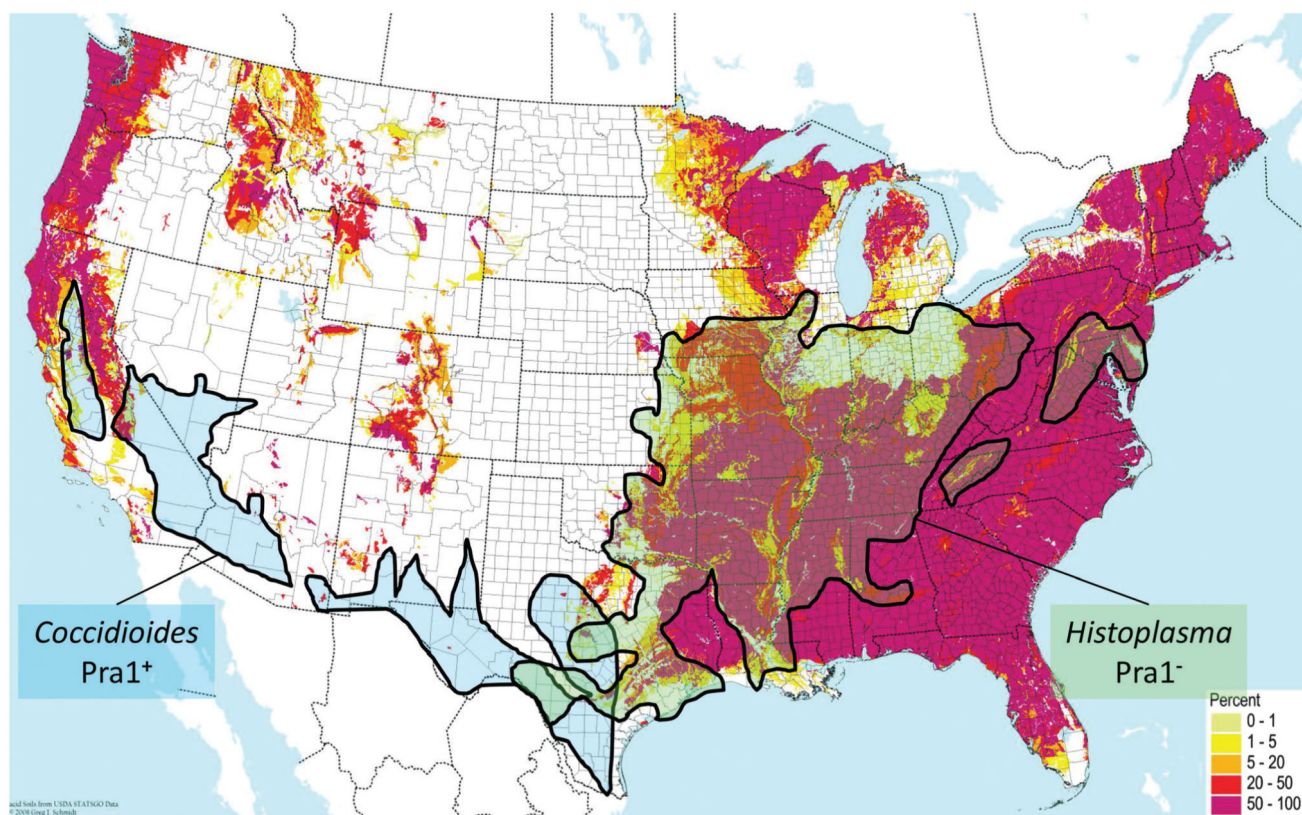 Coccidioides
Pra1+
Histoplasma
Pra1-
Percent
0 - 1
1 - 5
5 - 20
20 - 50
50 - 100
acid Soils from USDA STATSGO Data
© 2008 Greg J. Schmidt